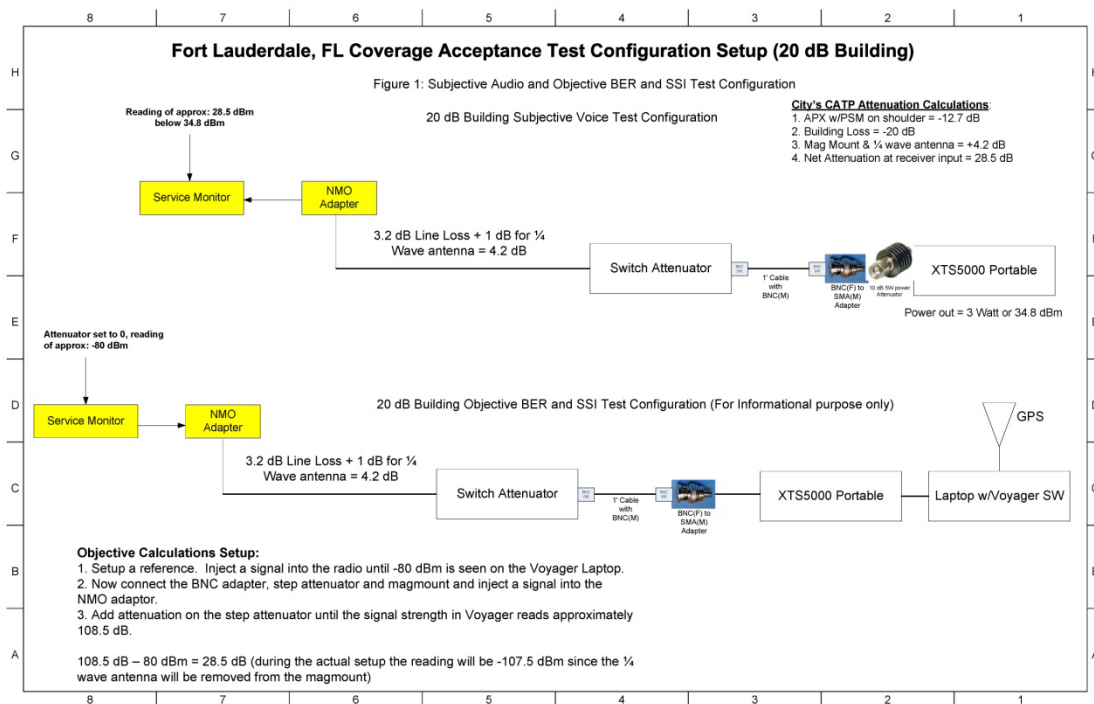 8 7 6 5 4 3 2 1
Fort Lauderdale, FL Coverage Acceptance Test Configuration Setup (20 dB Building)
H
Figure 1: Subjective Audio and Objective BER and SSI Test Configuration
Reading of approx: 28.5 dBm
below 34.8 dBm
20 dB Building Subjective Voice Test Configuration
City's CATP Attenuation Calculations:
1. APX w/PSM on shoulder = -12.7 dB
2. Building Loss = -20 dB
3. Mag Mount & ¼ wave antenna = +4.2 dB
4. Net Attenuation at receiver input = 28.5 dB
G
Service Monitor
NMO
Adapter
F
3.2 dB Line Loss + 1 dB for ¼
Wave antenna = 4.2 dB
Switch Attenuator
1' Cable
with
BNC(M)
BNC(F) to
SMA(M)
Adapter
10 dB 5W power
Attenuator
XTS5000 Portable
Power out = 3 Watt or 34.8 dBm
E
Attenuator set to 0, reading
of approx: -80 dBm
D
Service Monitor
NMO
Adapter
20 dB Building Objective BER and SSI Test Configuration (For Informational purpose only)
GPS
3.2 dB Line Loss + 1 dB for ¼
Wave antenna = 4.2 dB
C
Switch Attenuator
1' Cable
with
BNC(M)
BNC(F) to
SMA(M)
Adapter
XTS5000 Portable
Laptop w/Voyager SW
Objective Calculations Setup:
1. Setup a reference. Inject a signal into the radio until -80 dBm is seen on the Voyager Laptop.
2. Now connect the BNC adapter, step attenuator and magmount and inject a signal into the
NMO adaptor.
3. Add attenuation on the step attenuator until the signal strength in Voyager reads approximately
108.5 dB.
B
108.5 dB – 80 dBm = 28.5 dB (during the actual setup the reading will be -107.5 dBm since the ¼
wave antenna will be removed from the magmount)
A
8 7 6 5 4 3 2 1